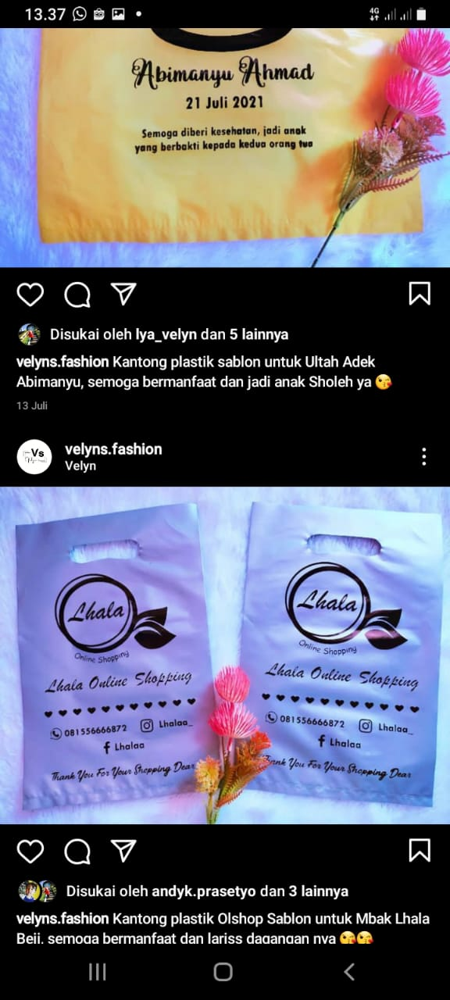 13.37
4G
Abimanyu Ahmad
21 Juli 2021
Semoga diberi kesehatan, jadi anak
yang berbakti kepada kedua orang tua
Disukai oleh lya_velyn dan 5 lainnya
velyns.fashion Kantong plastik sablon untuk Ultah Adek
Abimanyu, semoga bermanfaat dan jadi anak Sholeh ya 😘
13 Juli
Vs
velyns.fashion
Velyn
Lhala
Online Shopping
Lhala Online Shopping
081556666872 Lhalaa_
Lhalaa
Thank You For Your Shopping Dear
Lhala
Online Shopping
Lhala Online Shopping
081556666872 Lhalaa_
Lhalaa
Thank You For Your Shopping Dear
Disukai oleh andyk.prasetyo dan 3 lainnya
velyns.fashion Kantong plastik Olshop Sablon untuk Mbak Lhala
Beji, semoga bermanfaat dan lariss dagangan nya 😘😘